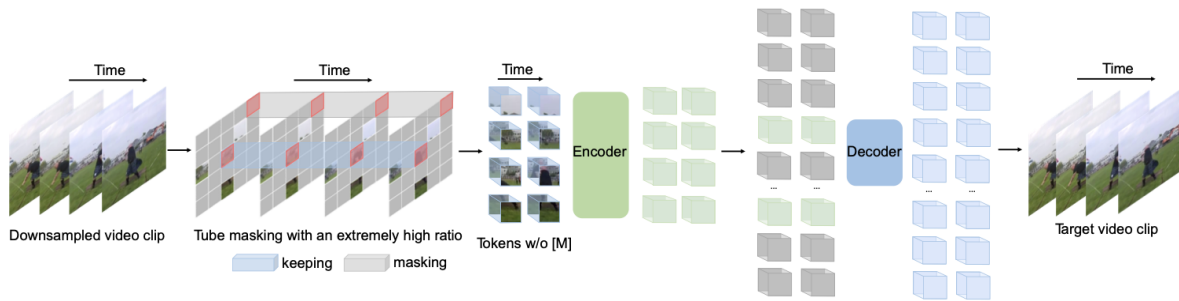 Time
Downsampled video clip
Time
Tube masking with an extremely high ratio
keeping
masking
Time
Tokens w/o [M]
Encoder
...
...
Decoder
...
...
Time
Target video clip